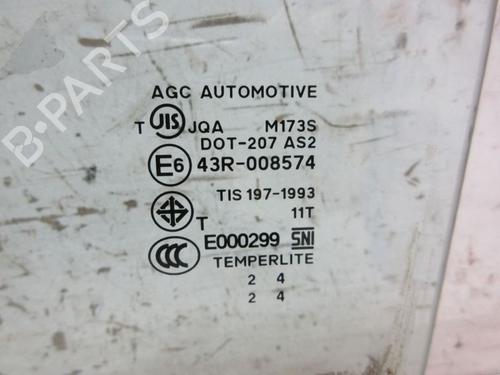 B-PARTS
AGC AUTOMOTIVE
T JIS JQA M173S
DOT-207 AS2
E6 43R-008574
TIS 197-1993
T 11T
CCC E000299 SNI
TEMPERLITE
2 4
2 4